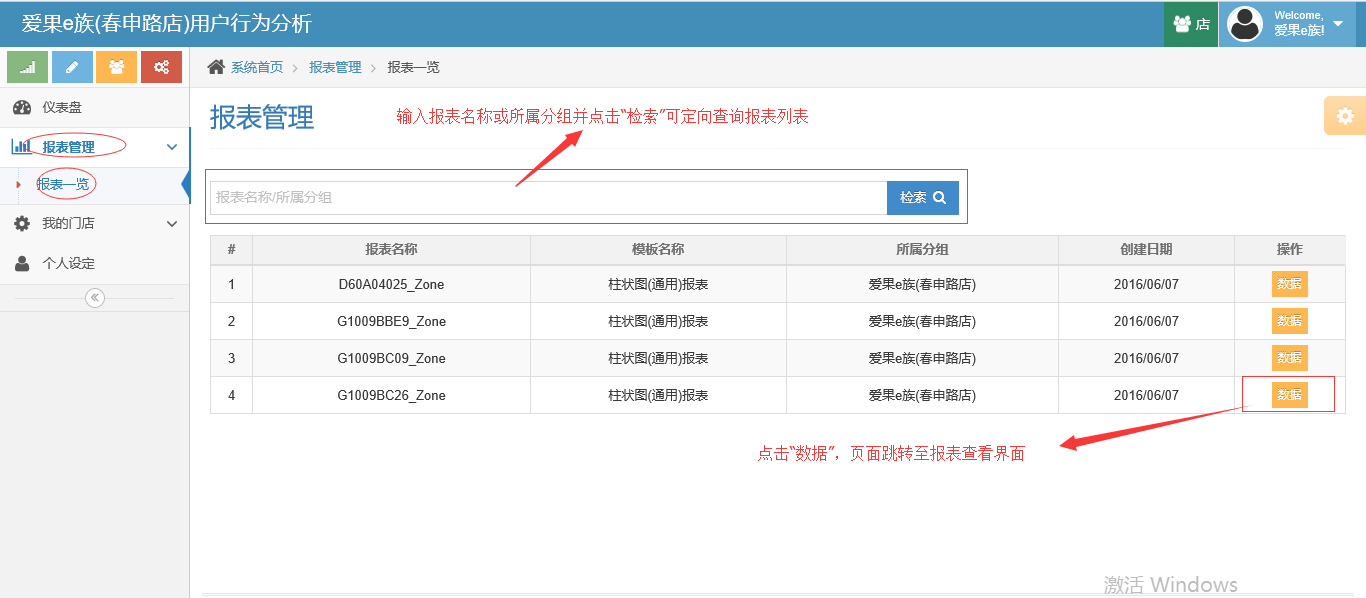 爱果e族(春申路店)用户行为分析
店
Welcome,
爱果e族!
系统首页 > 报表管理 > 报表一览
仪表盘
报表管理
报表一览
我的门店
个人设定
报表管理
输入报表名称或所属分组并点击“检索”可定向查询报表列表
报表名称/所属分组
检索
# 报表名称 模板名称 所属分组 创建日期 操作
1 D60A04025_Zone 柱状图(通用)报表 爱果e族(春申路店) 2016/06/07 数据
2 G1009BBE9_Zone 柱状图(通用)报表 爱果e族(春申路店) 2016/06/07 数据
3 G1009BC09_Zone 柱状图(通用)报表 爱果e族(春申路店) 2016/06/07 数据
4 G1009BC26_Zone 柱状图(通用)报表 爱果e族(春申路店) 2016/06/07 数据
点击“数据”，页面跳转至报表查看界面
激活 Windows